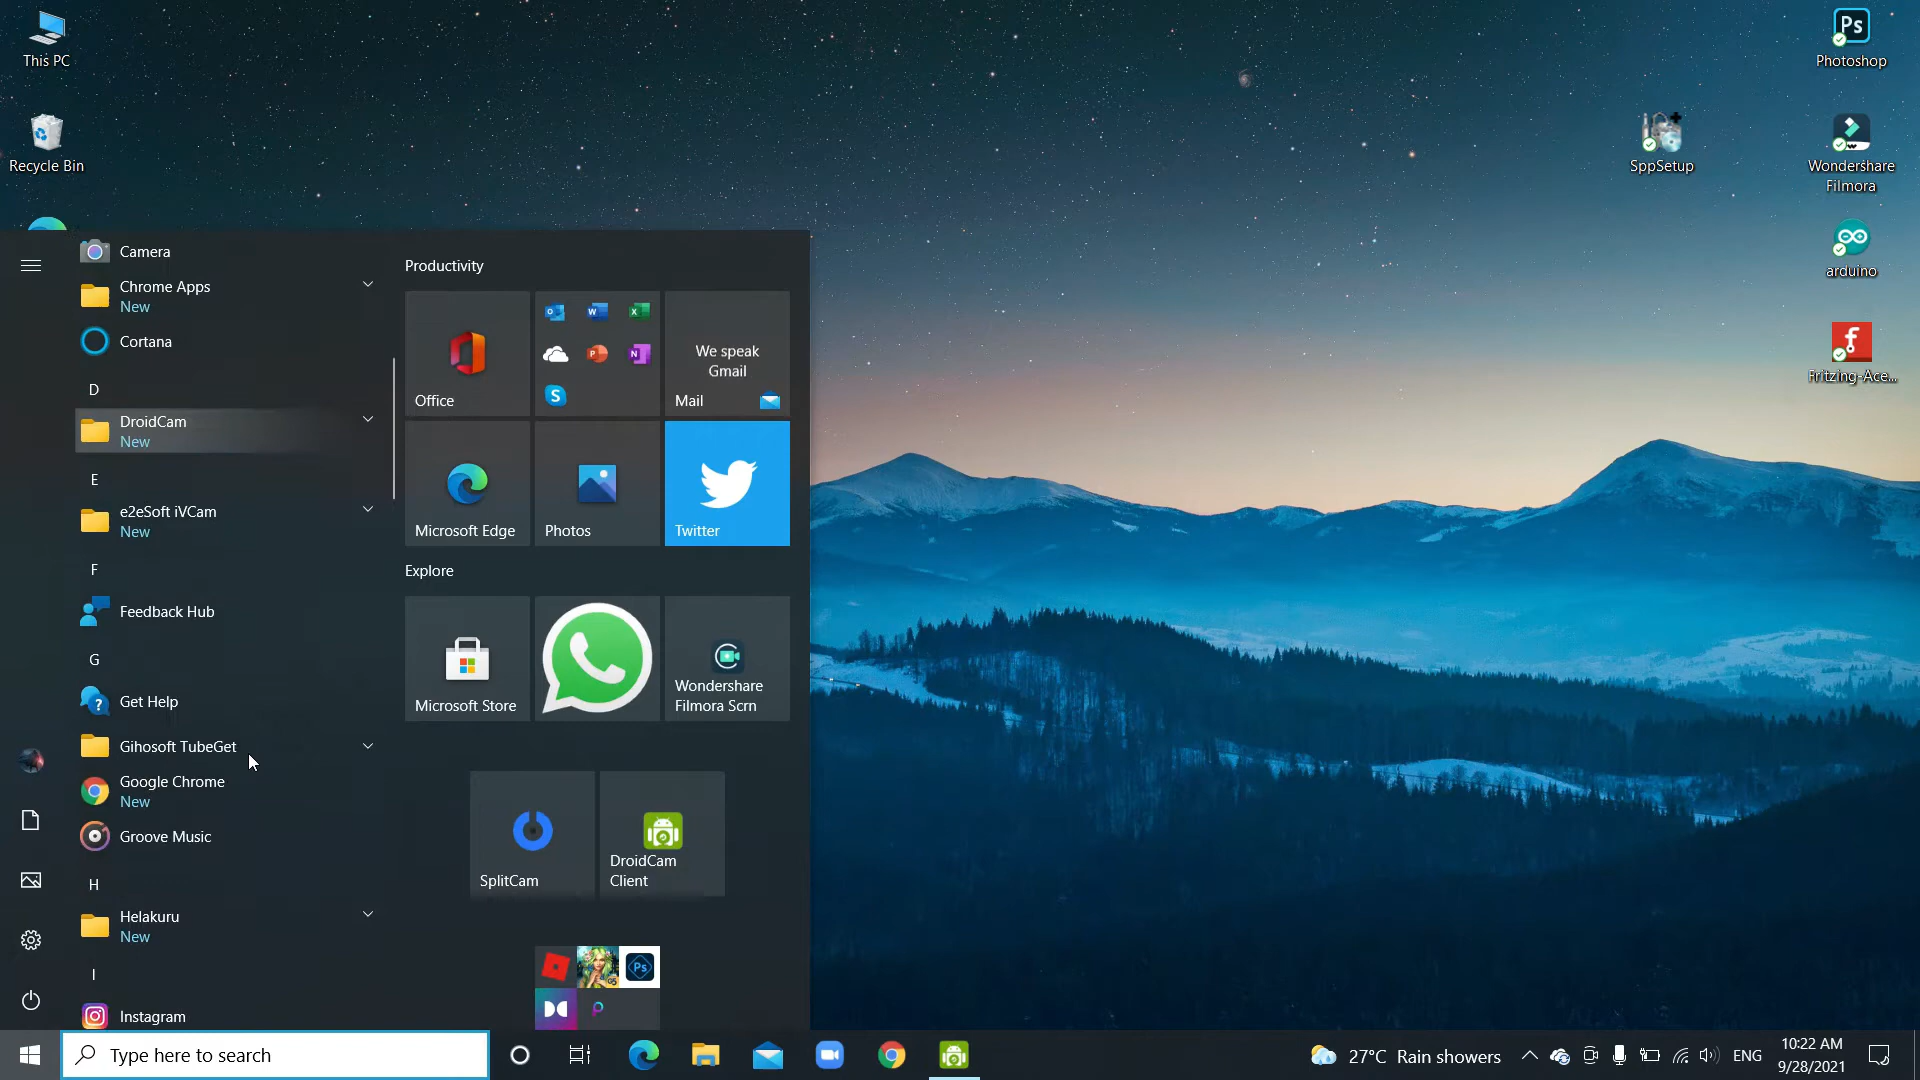 This PC
Recycle Bin
Photoshop
SppSetup
Wondershare
Filmora
arduino
Fritzing-Ace...
Camera
Chrome Apps
New
Cortana
D
DroidCam
New
E
e2eSoft iVCam
New
F
Feedback Hub
G
Get Help
Gihosoft TubeGet
Google Chrome
New
Groove Music
H
Helakuru
New
I
Instagram
Productivity
Office
We speak
Gmail
Mail
Microsoft Edge
Photos
Twitter
Explore
Microsoft Store
Wondershare
Filmora Scrn
SplitCam
DroidCam
Client
Type here to search
27°C Rain showers
ENG
10:22 AM
9/28/2021